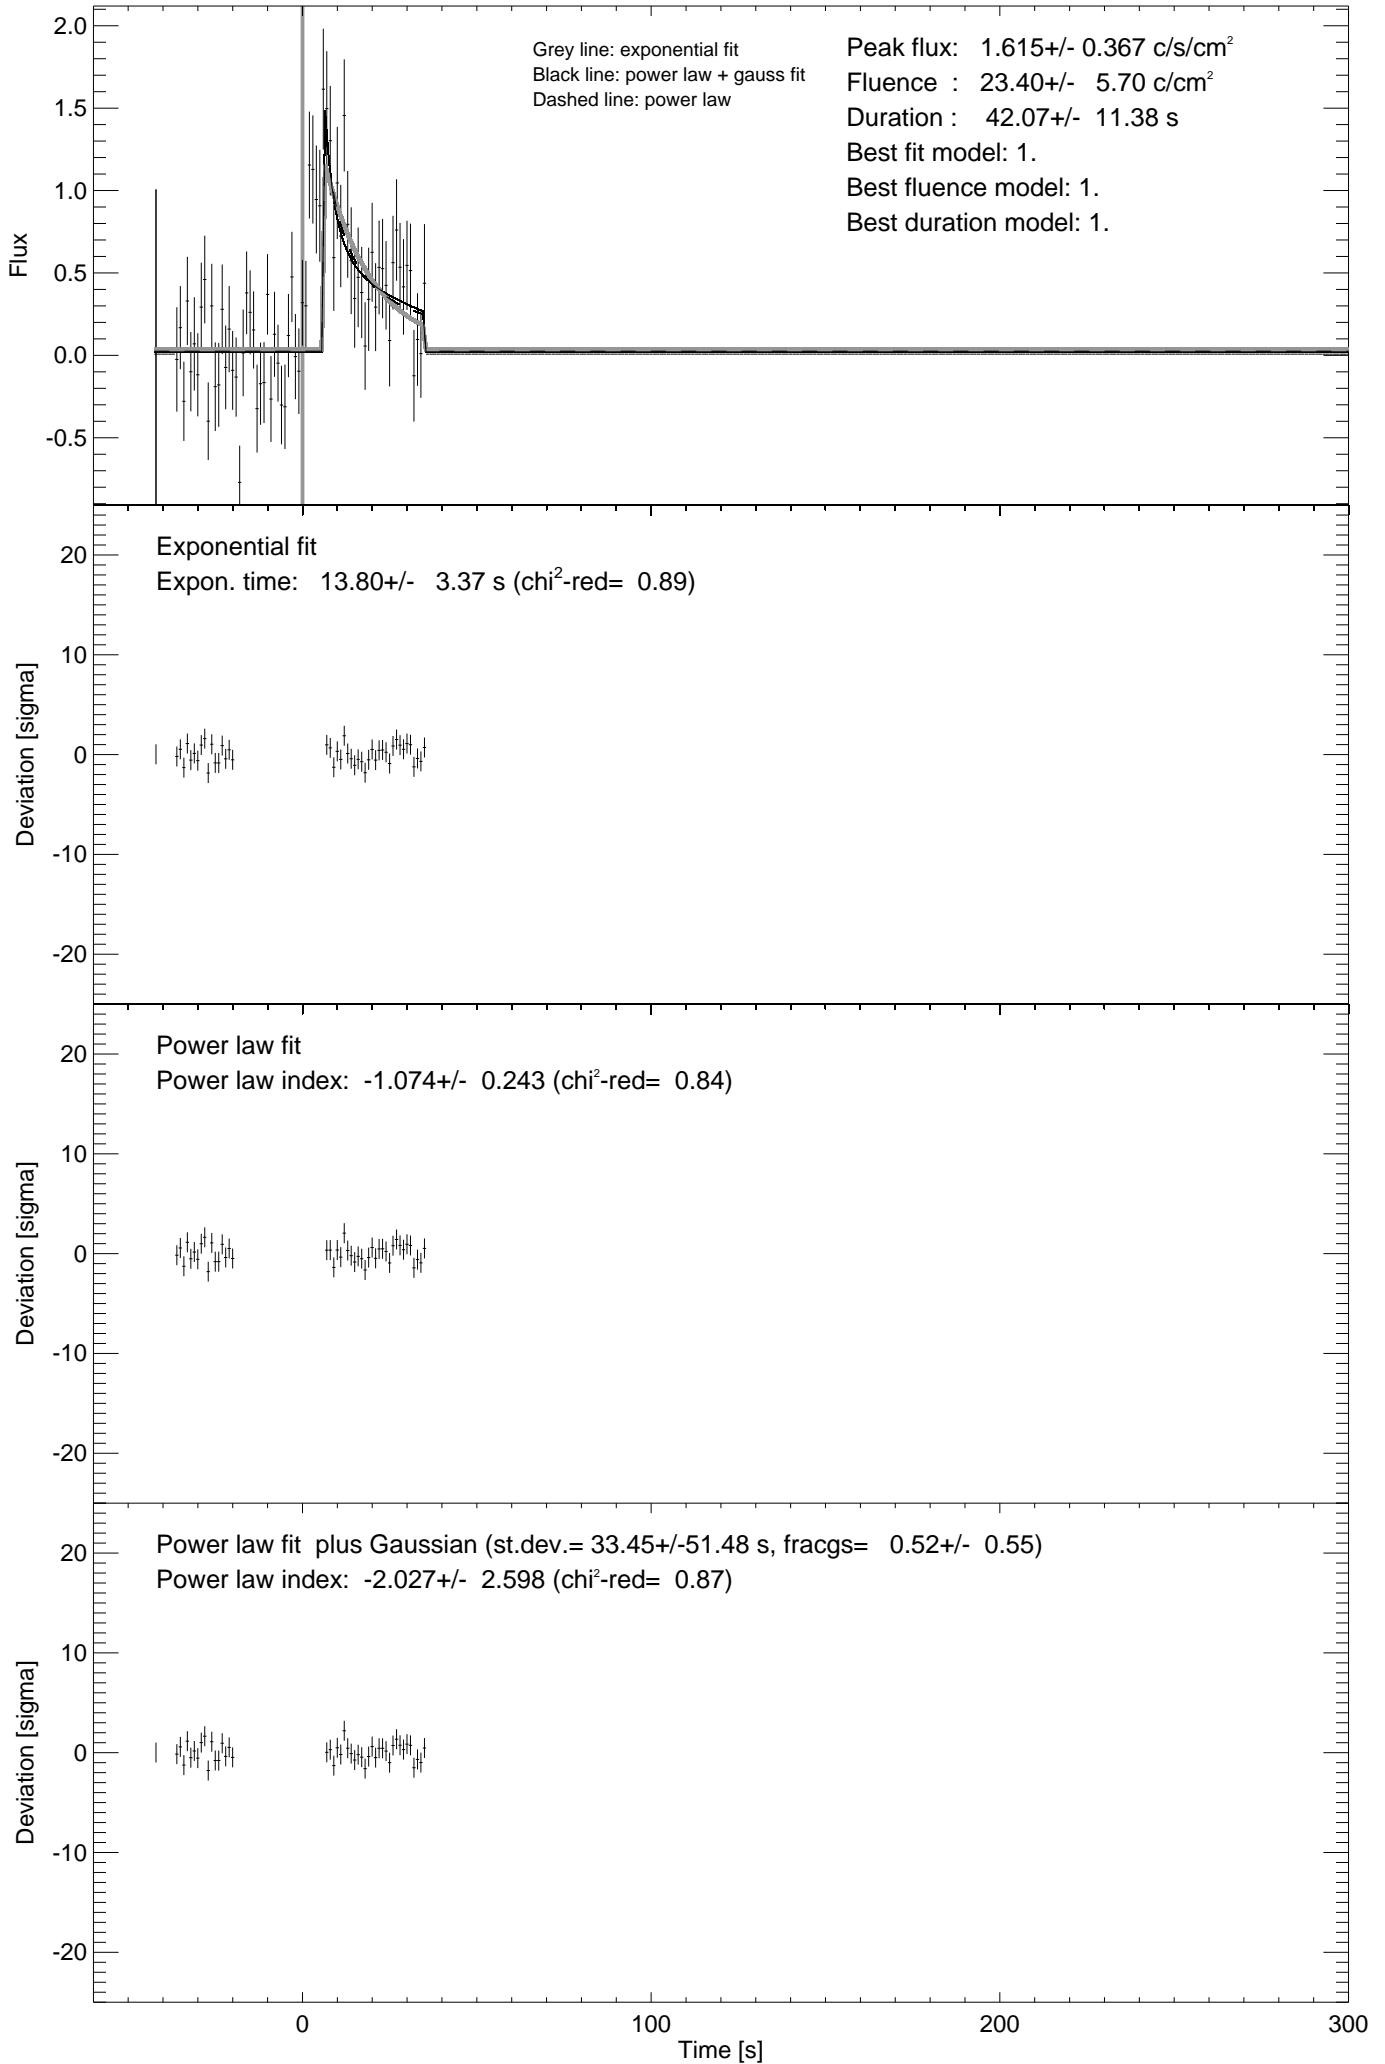 Grey line: exponential fit
Black line: power law + gauss fit
Dashed line: power law
Peak flux: 1.615+/- 0.367 c/s/cm²
Fluence : 23.40+/- 5.70 c/cm²
Duration : 42.07+/- 11.38 s
Best fit model: 1.
Best fluence model: 1.
Best duration model: 1.
2.0
1.5
1.0
0.5
0.0
-0.5
Flux
Exponential fit
Expon. time: 13.80+/- 3.37 s (chi²-red= 0.89)
20
10
0
-10
-20
Deviation [sigma]
Power law fit
Power law index: -1.074+/- 0.243 (chi²-red= 0.84)
20
10
0
-10
-20
Deviation [sigma]
Power law fit plus Gaussian (st.dev.= 33.45+/-51.48 s, fracgs= 0.52+/- 0.55)
Power law index: -2.027+/- 2.598 (chi²-red= 0.87)
20
10
0
-10
-20
Deviation [sigma]
0 100 200 300
Time [s]